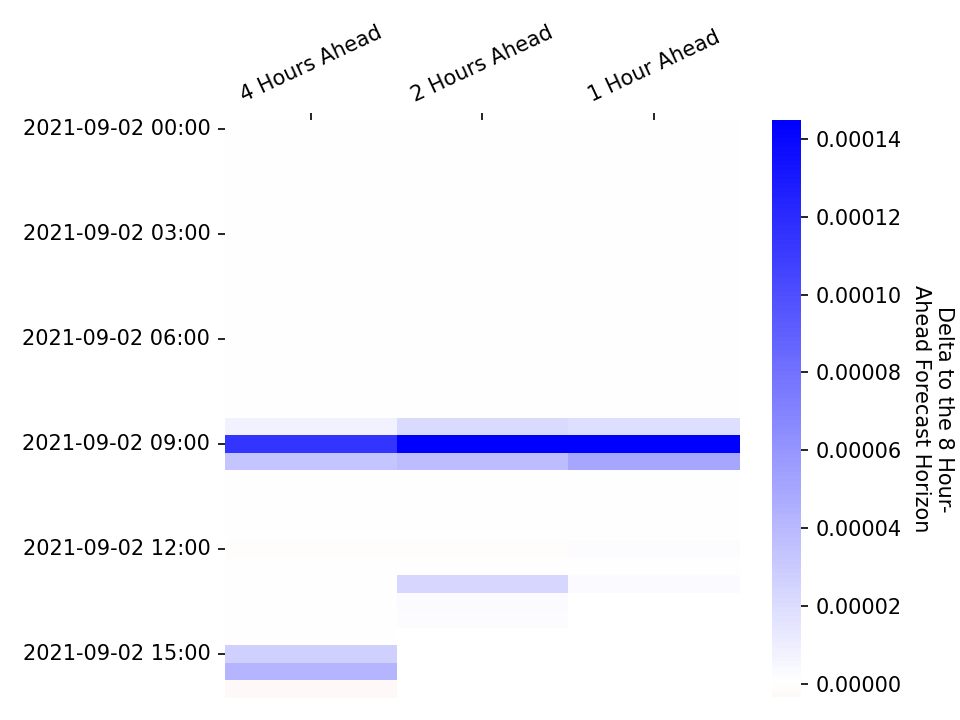 4 Hours Ahead
2 Hours Ahead
1 Hour Ahead
2021-09-02 00:00
2021-09-02 03:00
2021-09-02 06:00
2021-09-02 09:00
2021-09-02 12:00
2021-09-02 15:00
0.00014
0.00012
0.00010
0.00008
0.00006
0.00004
0.00002
0.00000
Delta to the 8 Hour-
Ahead Forecast Horizon